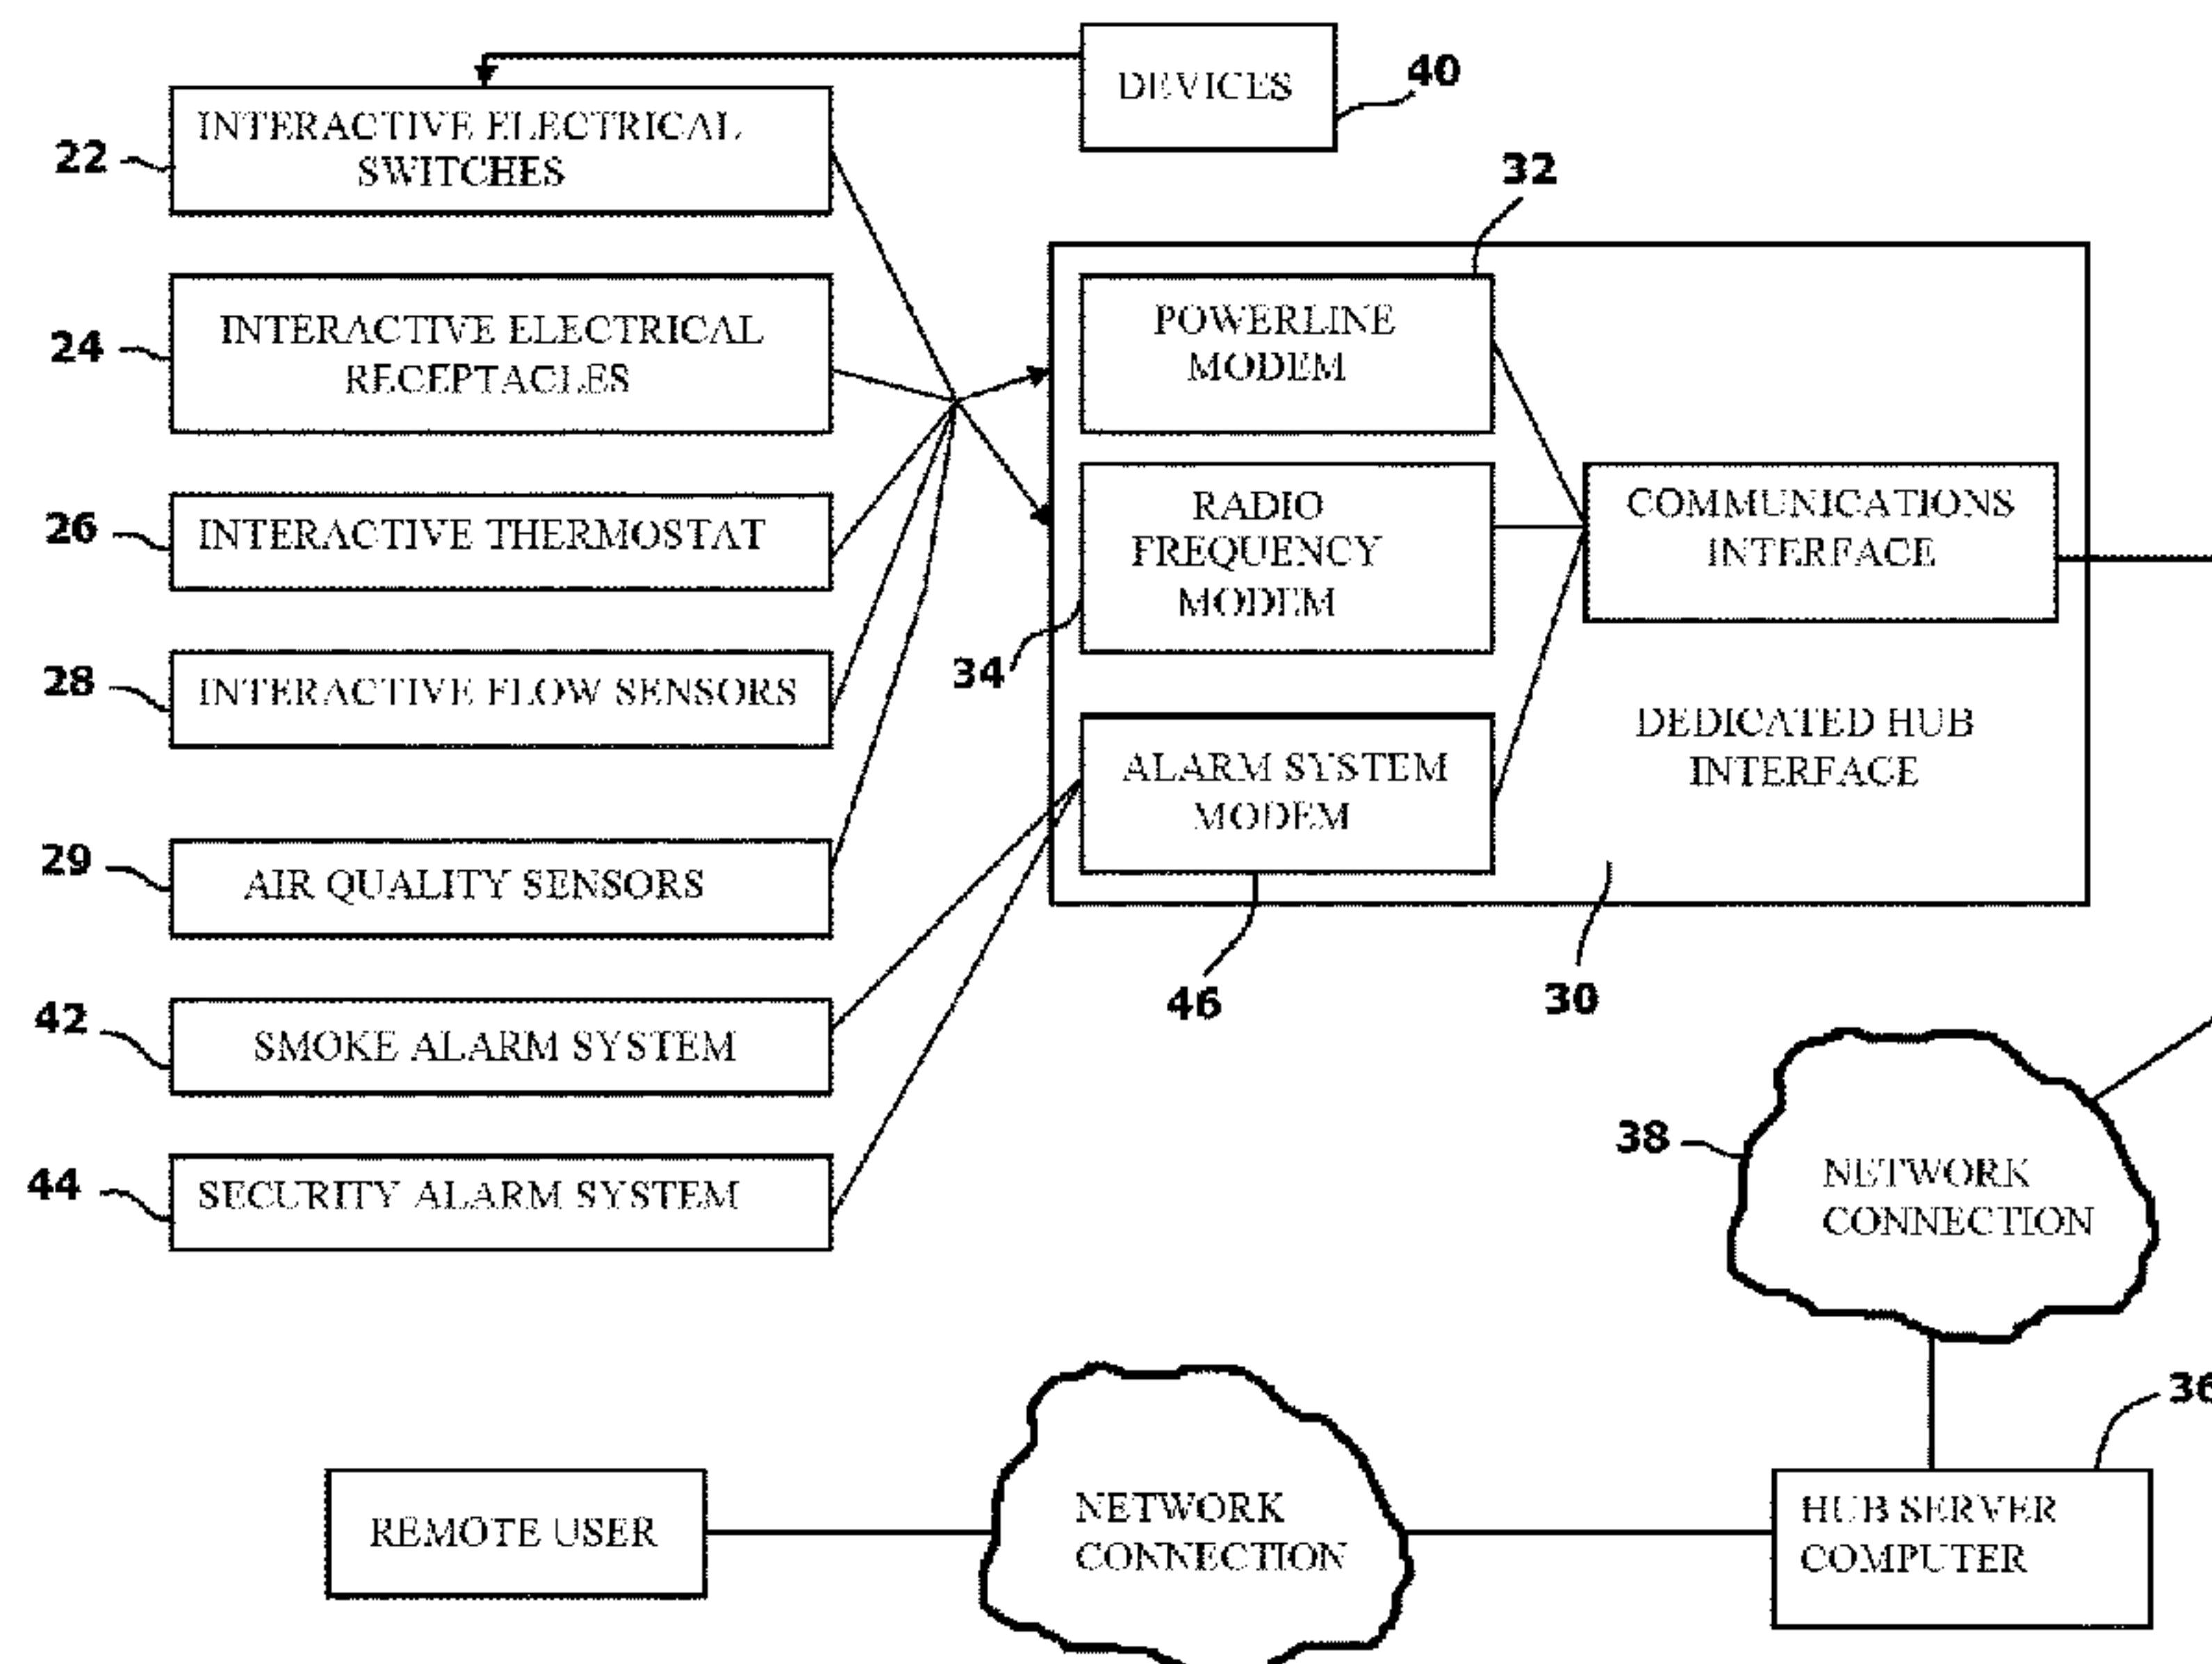 DEVICES
40
22
INTERACTIVE ELECTRICAL
SWITCHES
32
24
INTERACTIVE ELECTRICAL
RECEPTACLES
POWERLINE
MODEM
26
INTERACTIVE THERMOSTAT
RADIO
FREQUENCY
MODEM
34
COMMUNICATIONS
INTERFACE
28
INTERACTIVE FLOW SENSORS
DEDICATED HUB
INTERFACE
ALARM SYSTEM
MODEM
29
AIR QUALITY SENSORS
46
30
42
SMOKE ALARM SYSTEM
44
SECURITY ALARM SYSTEM
38
NETWORK
CONNECTION
36
REMOTE USER
NETWORK
CONNECTION
HUB SERVER
COMPUTER